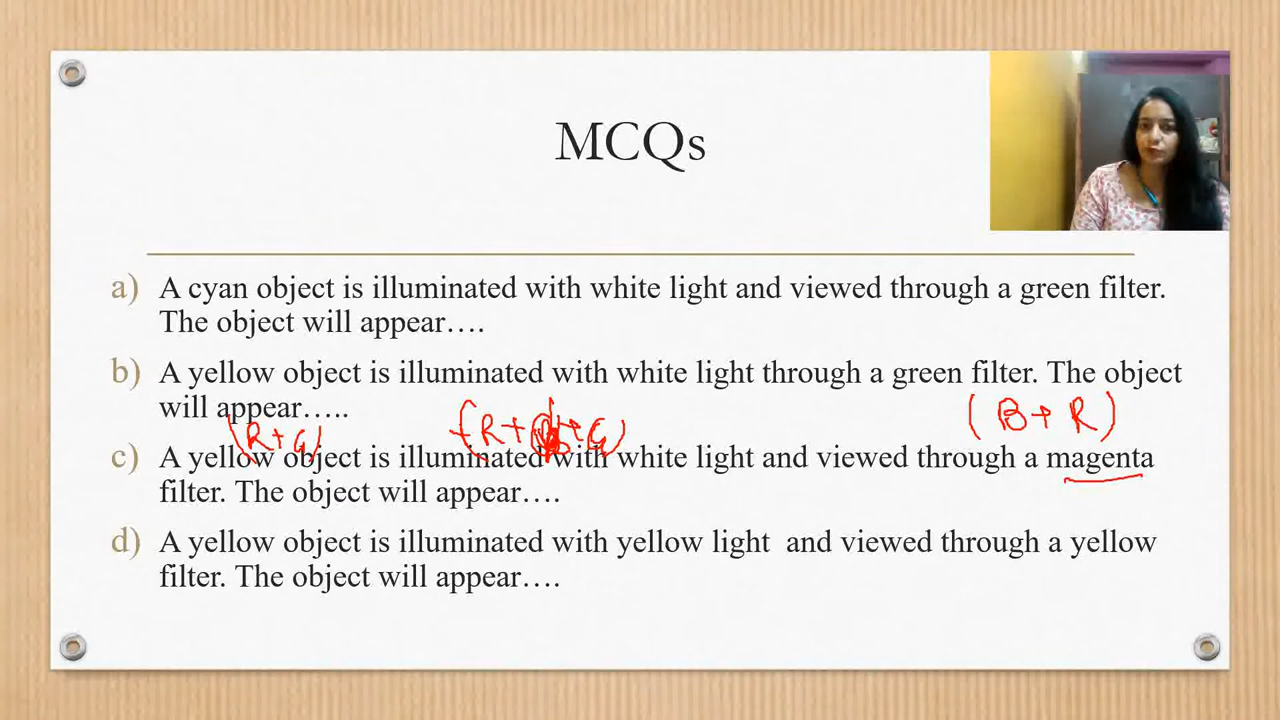 MCQs
a) A cyan object is illuminated with white light and viewed through a green filter.
The object will appear….
b) A yellow object is illuminated with white light through a green filter. The object
will appear…..
(R+G) (R+ +G) (B+R)
c) A yellow object is illuminated with white light and viewed through a magenta
filter. The object will appear….
d) A yellow object is illuminated with yellow light and viewed through a yellow
filter. The object will appear….